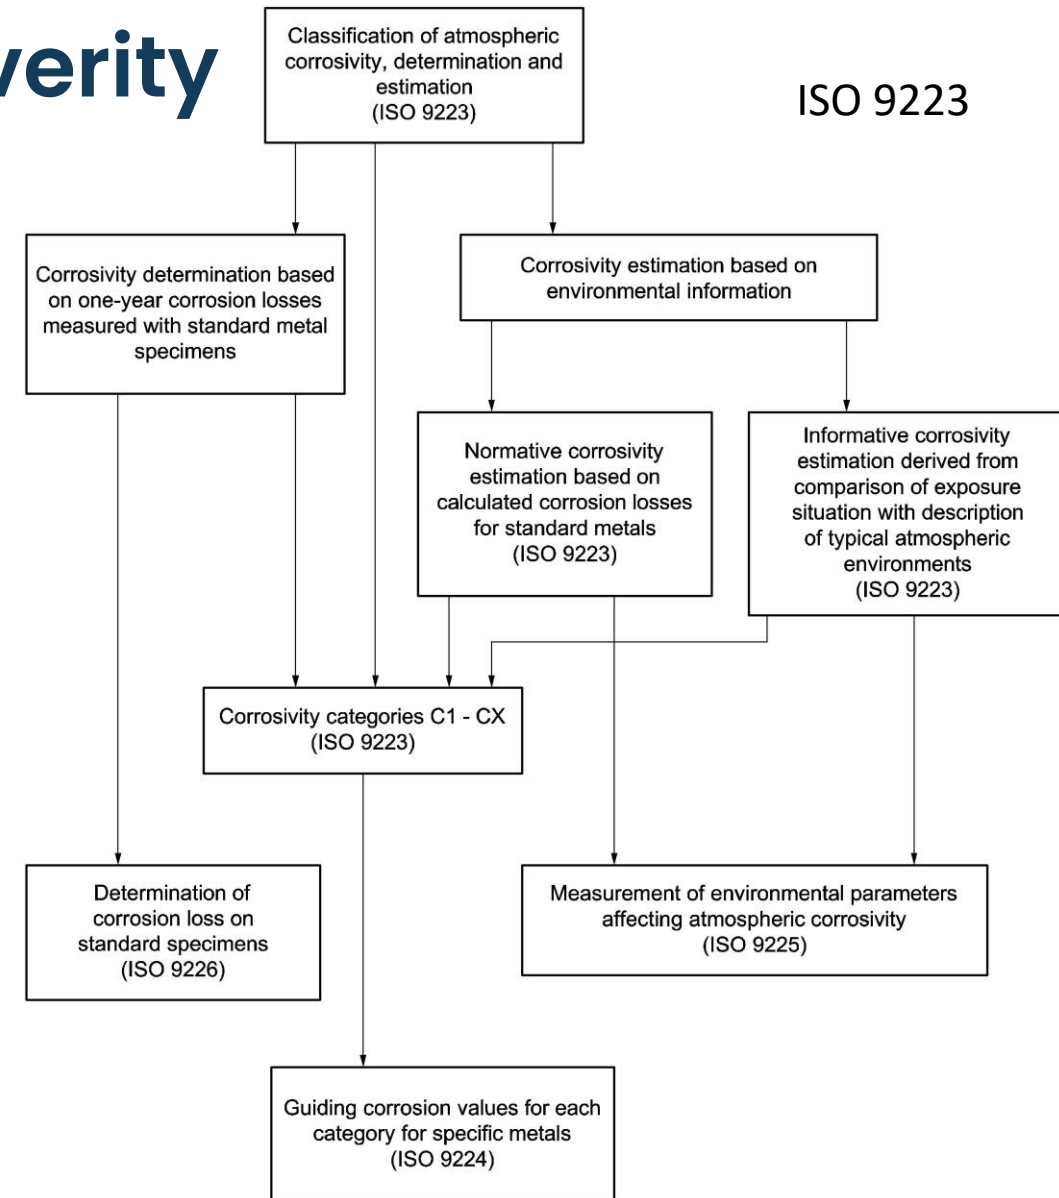 verity
ISO 9223
Classification of atmospheric
corrosivity, determination and
estimation
(ISO 9223)
Corrosivity determination based
on one-year corrosion losses
measured with standard metal
specimens
Corrosivity estimation based on
environmental information
Normative corrosivity
estimation based on
calculated corrosion losses
for standard metals
(ISO 9223)
Informative corrosivity
estimation derived from
comparison of exposure
situation with description
of typical atmospheric
environments
(ISO 9223)
Corrosivity categories C1 - CX
(ISO 9223)
Determination of
corrosion loss on
standard specimens
(ISO 9226)
Measurement of environmental parameters
affecting atmospheric corrosivity
(ISO 9225)
Guiding corrosion values for each
category for specific metals
(ISO 9224)